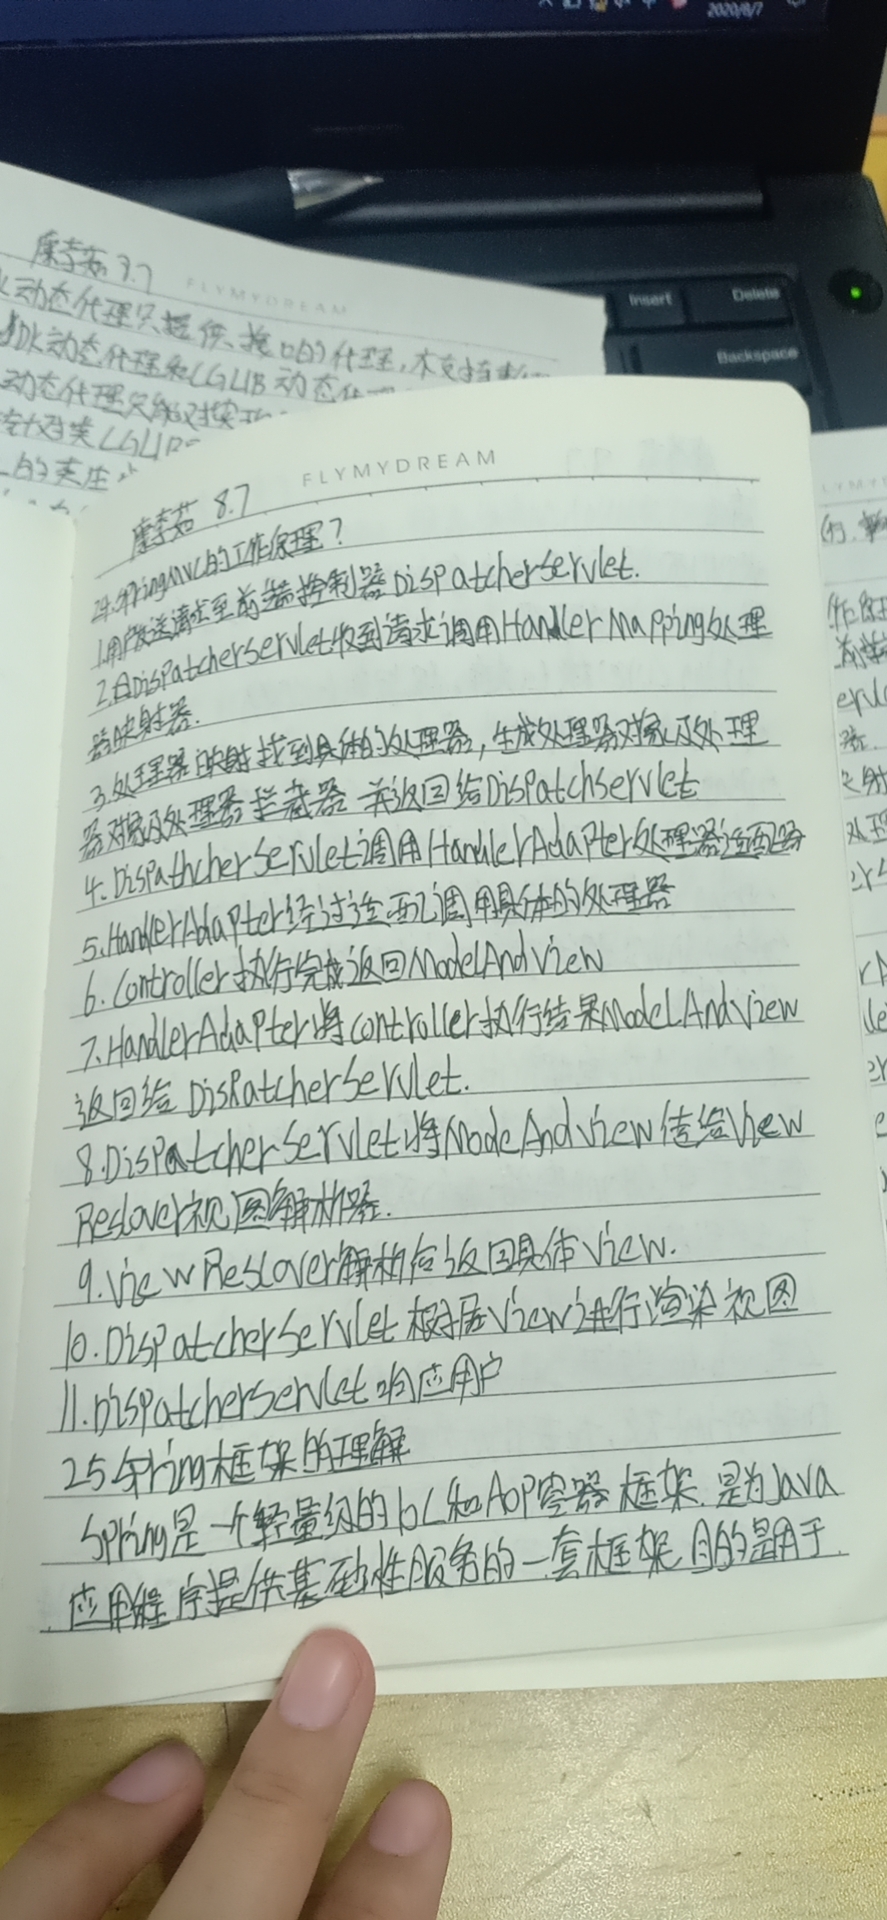 2020/8/7
Insert
Delete
Backspace
FLYMYDREAM
康李茹 8.7
动态代理只提供接口的代理,不支持
JDK动态代理和CGLIB动态代
动态代理只能对实现
针对类CGLIB
FLYMYDREAM
康李茹 8.7
24.SpringMVC的工作原理?
1.用户发送请求至前端控制器DispatcherServlet.
2.由DispatcherServlet收到请求调用HandlerMapping处理
器映射器.
3.处理器映射找到具体的处理器,生成处理器对象及处理
器对象及处理器拦截器 并返回给DispatchServlet
4.DispathcherServlet调用HandlerAdapter处理器适配器
5.HandlerAdapter经过适配调用具体的处理器
6.Controller执行完成返回ModelAndView
7.HandlerAdapter将controller执行结果ModelAndView
返回给DispatcherServlet.
8.DispatcherServlet将ModeAndView传给View
Reslover视图解析器.
9.ViewReslover解析后返回具体View.
10.DispatcherServlet根据View进行渲染视图
11.DispatcherServlet响应用户
25.Spring框架的理解
Spring是一个轻量级的IoC和AOP容器框架.是为Java
应用程序提供基础性服务的一套框架 目的是用于